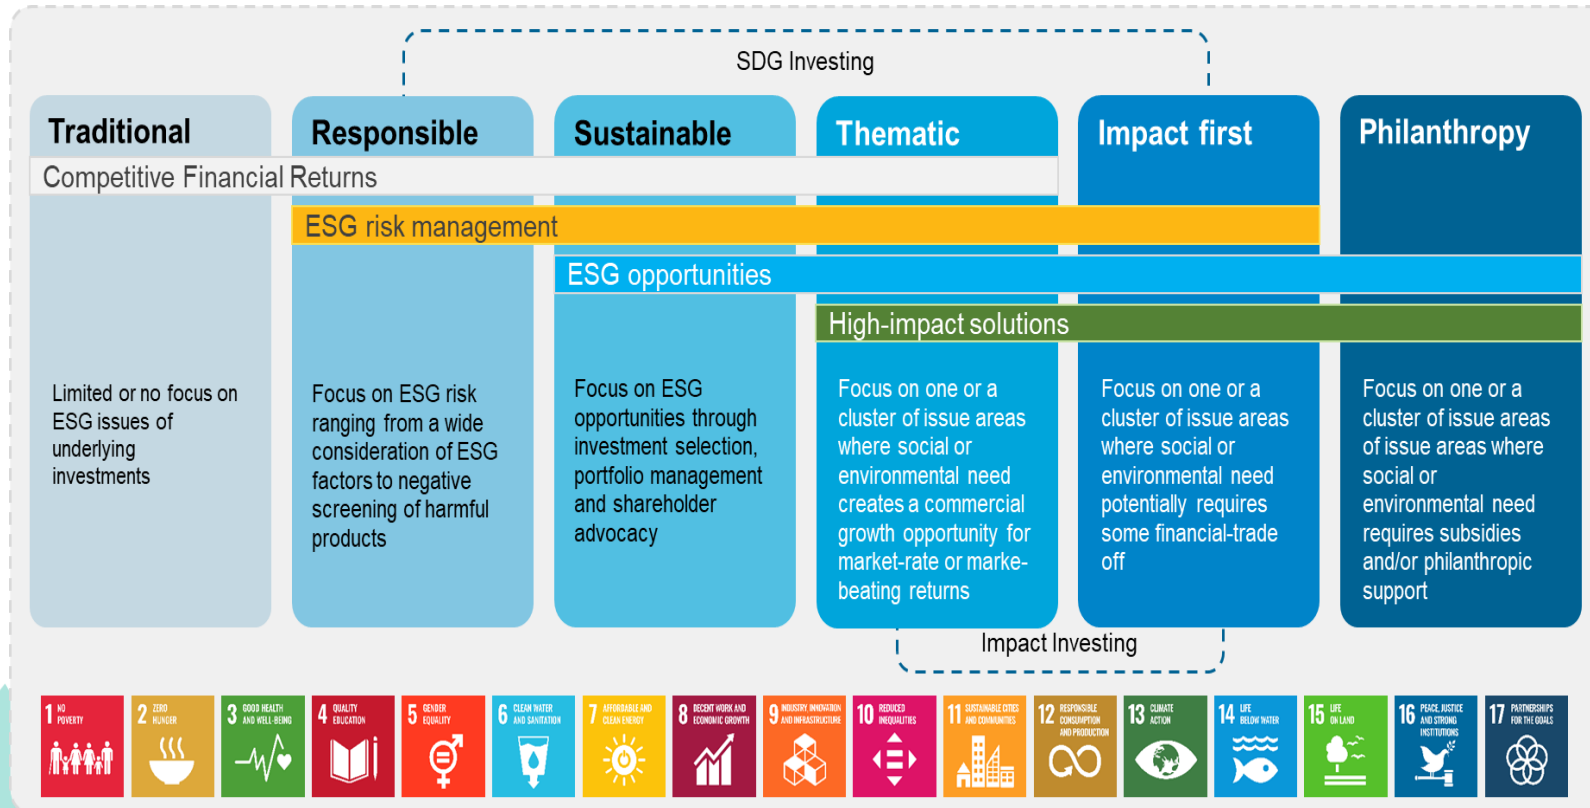 SDG Investing
Traditional
Responsible
Sustainable
Thematic
Impact first
Philanthropy
Competitive Financial Returns
ESG risk management
ESG opportunities
High-impact solutions
Limited or no focus on
ESG issues of
underlying
investments
Focus on ESG risk
ranging from a wide
consideration of ESG
factors to negative
screening of harmful
products
Focus on ESG
opportunities through
investment selection,
portfolio management
and shareholder
advocacy
Focus on one or a
cluster of issue areas
where social or
environmental need
creates a commercial
growth opportunity for
market-rate or marke-
beating returns
Focus on one or a
cluster of issue areas
where social or
environmental need
potentially requires
some financial-trade
off
Focus on one or a
cluster of issue areas
of issue areas where
social or
environmental need
requires subsidies
and/or philanthropic
support
Impact Investing
1 NO
POVERTY
2 ZERO
HUNGER
3 GOOD HEALTH
AND WELL-BEING
4 QUALITY
EDUCATION
5 GENDER
EQUALITY
6 CLEAN WATER
AND SANITATION
7 AFFORDABLE AND
CLEAN ENERGY
8 DECENT WORK AND
ECONOMIC GROWTH
9 INDUSTRY, INNOVATION
AND INFRASTRUCTURE
10 REDUCED
INEQUALITIES
11 SUSTAINABLE CITIES
AND COMMUNITIES
12 RESPONSIBLE
CONSUMPTION
AND PRODUCTION
13 CLIMATE
ACTION
14 LIFE
BELOW WATER
15 LIFE
ON LAND
16 PEACE, JUSTICE
AND STRONG
INSTITUTIONS
17 PARTNERSHIPS
FOR THE GOALS